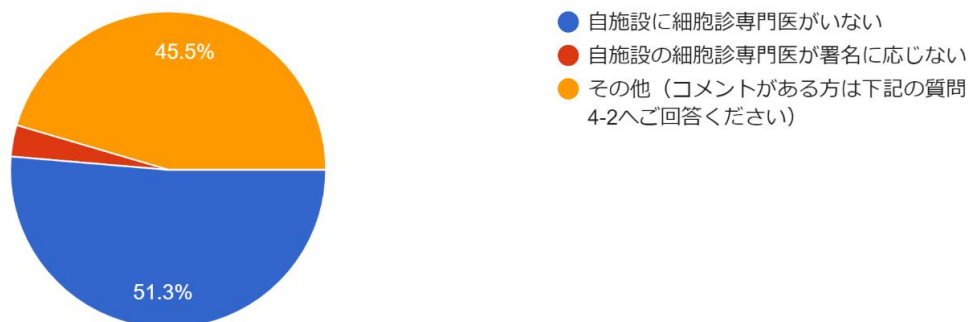 45.5%
51.3%
自施設に細胞診専門医がいない
自施設の細胞診専門医が署名に応じない
その他（コメントがある方は下記の質問
4-2へご回答ください）